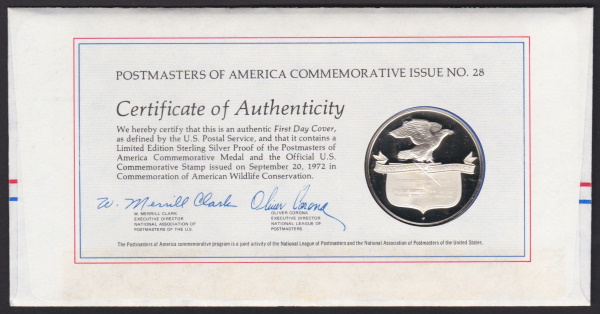 POSTMASTERS OF AMERICA COMMEMORATIVE ISSUE NO. 28
Certificate of Authenticity
We hereby certify that this is an authentic First Day Cover,
as defined by the U.S. Postal Service, and that it contains a
Limited Edition Sterling Silver Proof of the Postmasters of
America Commemorative Medal and the Official U.S.
Commemorative Stamp issued on September 20, 1972 in
Commemoration of American Wildlife Conservation.
W. Merrill Clark
W. MERRILL CLARK
EXECUTIVE DIRECTOR
NATIONAL ASSOCIATION OF
POSTMASTERS OF THE U.S.
Oliver Corona
OLIVER CORONA
EXECUTIVE DIRECTOR
NATIONAL LEAGUE OF
POSTMASTERS
The Postmasters of America commemorative program is a joint activity of the National League of Postmasters and the National Association of Postmasters of the United States.